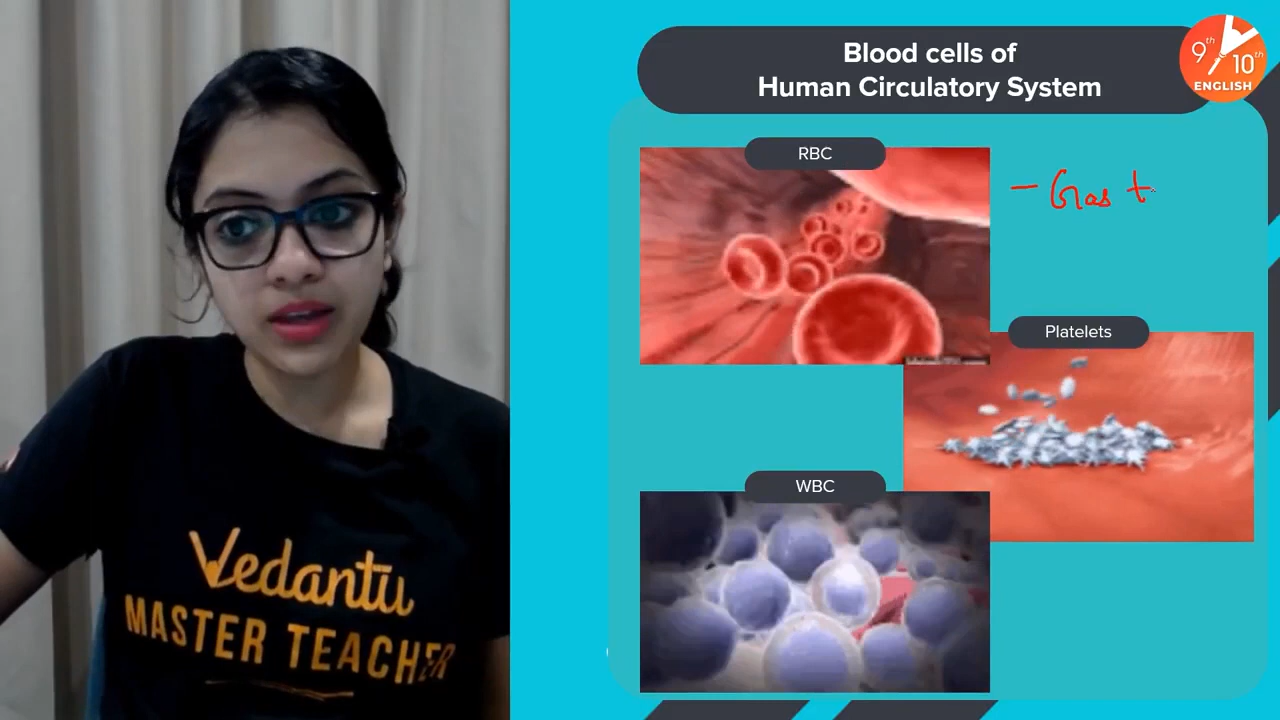 Blood cells of
Human Circulatory System
9th
10th
ENGLISH
RBC
- Gas t
Platelets
WBC
Vedantu
MASTER TEACHER